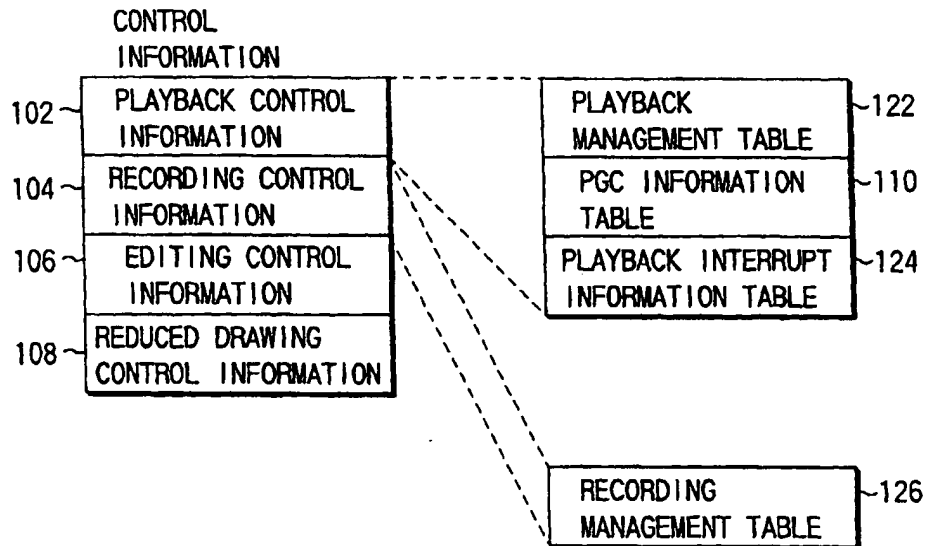 CONTROL
INFORMATION
102
PLAYBACK CONTROL
INFORMATION
104
RECORDING CONTROL
INFORMATION
106
EDITING CONTROL
INFORMATION
108
REDUCED DRAWING
CONTROL INFORMATION
PLAYBACK
MANAGEMENT TABLE
122
PGC INFORMATION
TABLE
110
PLAYBACK INTERRUPT
INFORMATION TABLE
124
RECORDING
MANAGEMENT TABLE
126